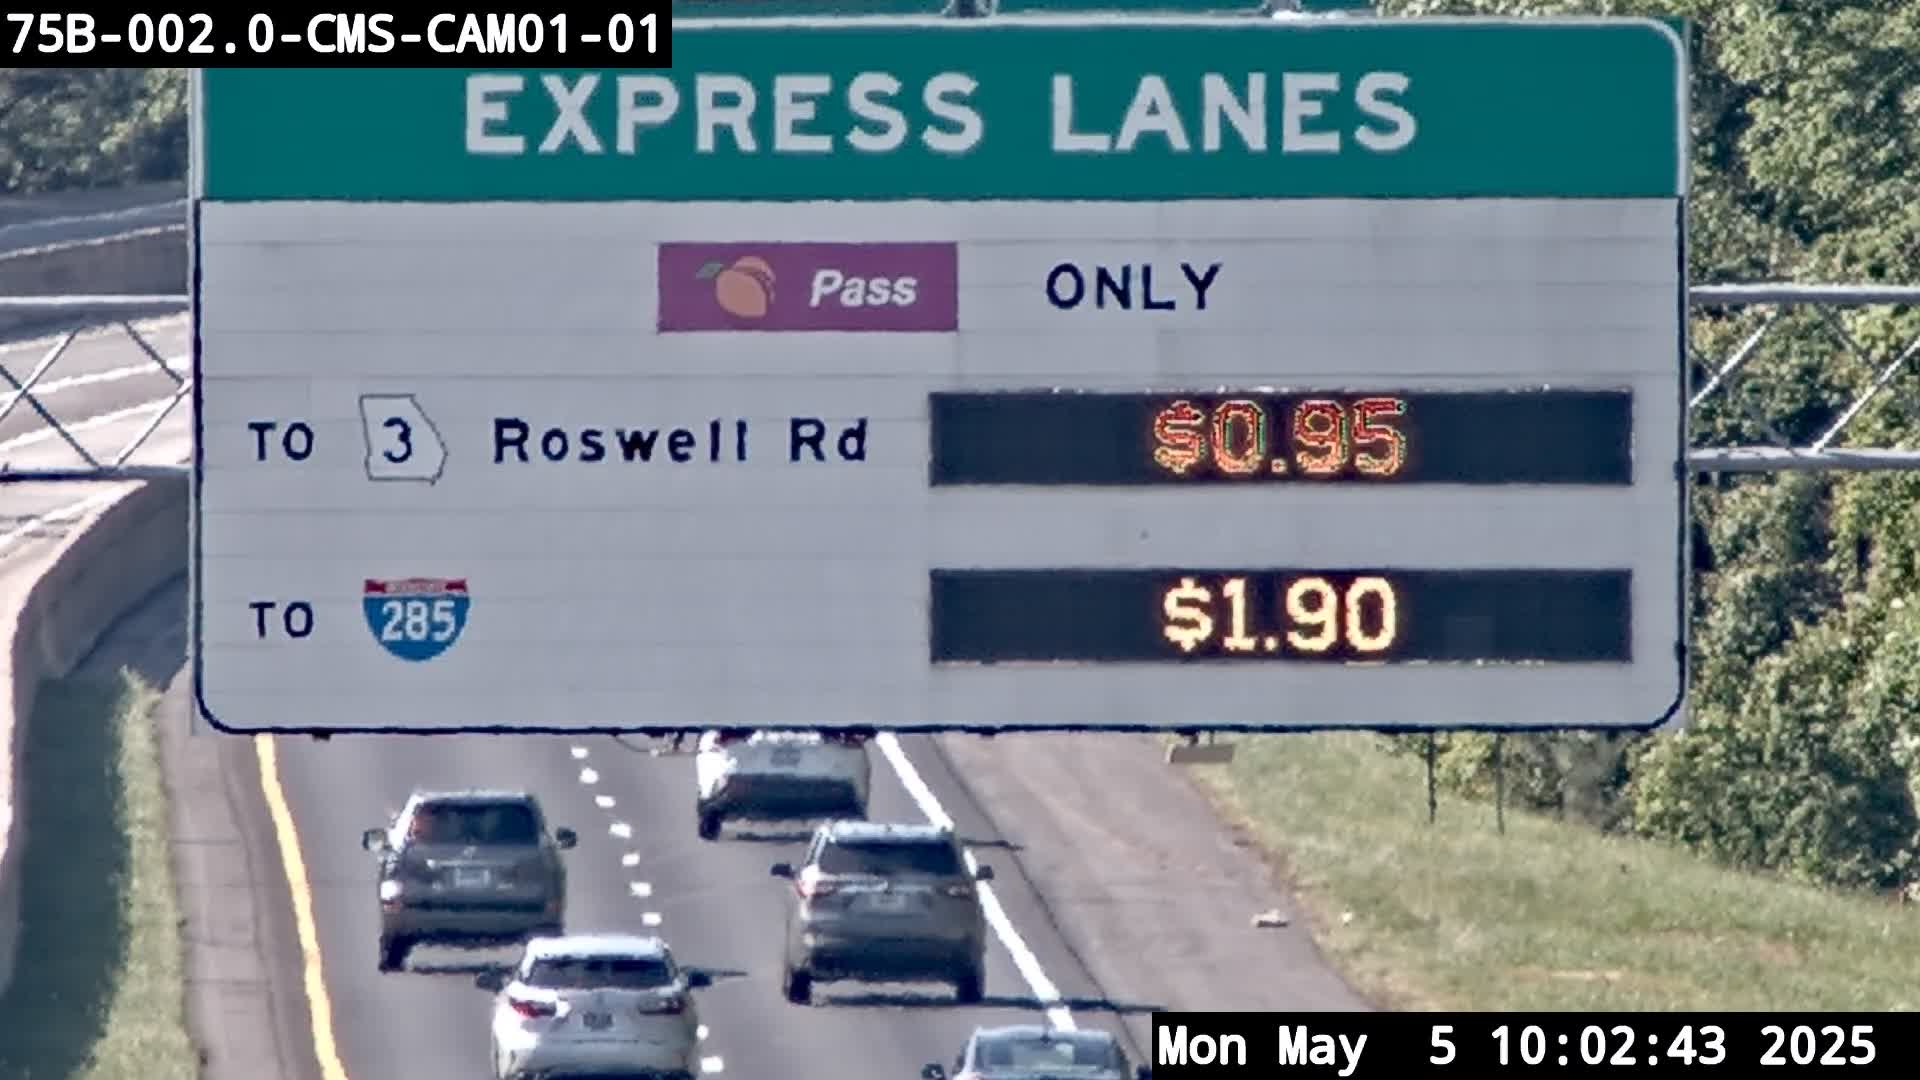 75B-002.0-CMS-CAM01-01
EXPRESS LANES
Pass ONLY
TO 3 Roswell Rd $0.95
TO 285 $1.90
Mon May 5 10:02:43 2025